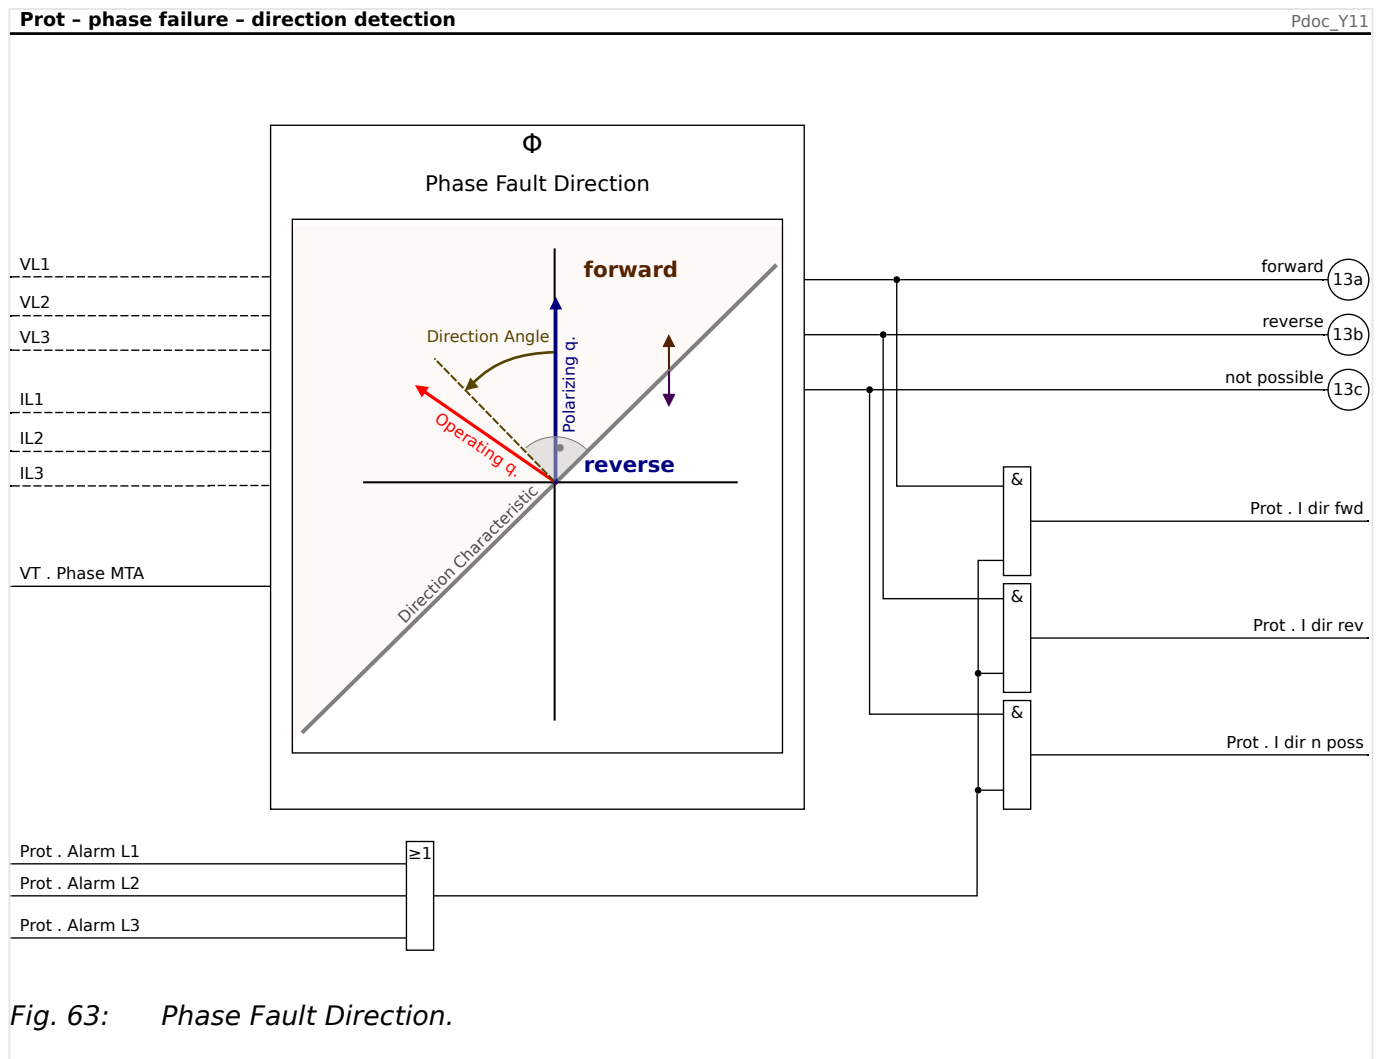 Prot – phase failure – direction detection
Pdoc_Y11
Φ
Phase Fault Direction
VL1
VL2
VL3
IL1
IL2
IL3
VT . Phase MTA
forward
Direction Angle
Polarizing q.
Operating q.
reverse
Direction Characteristic
forward
13a
reverse
13b
not possible
13c
&
Prot . I dir fwd
&
Prot . I dir rev
&
Prot . I dir n poss
Prot . Alarm L1
≥1
Prot . Alarm L2
Prot . Alarm L3
Fig. 63: Phase Fault Direction.